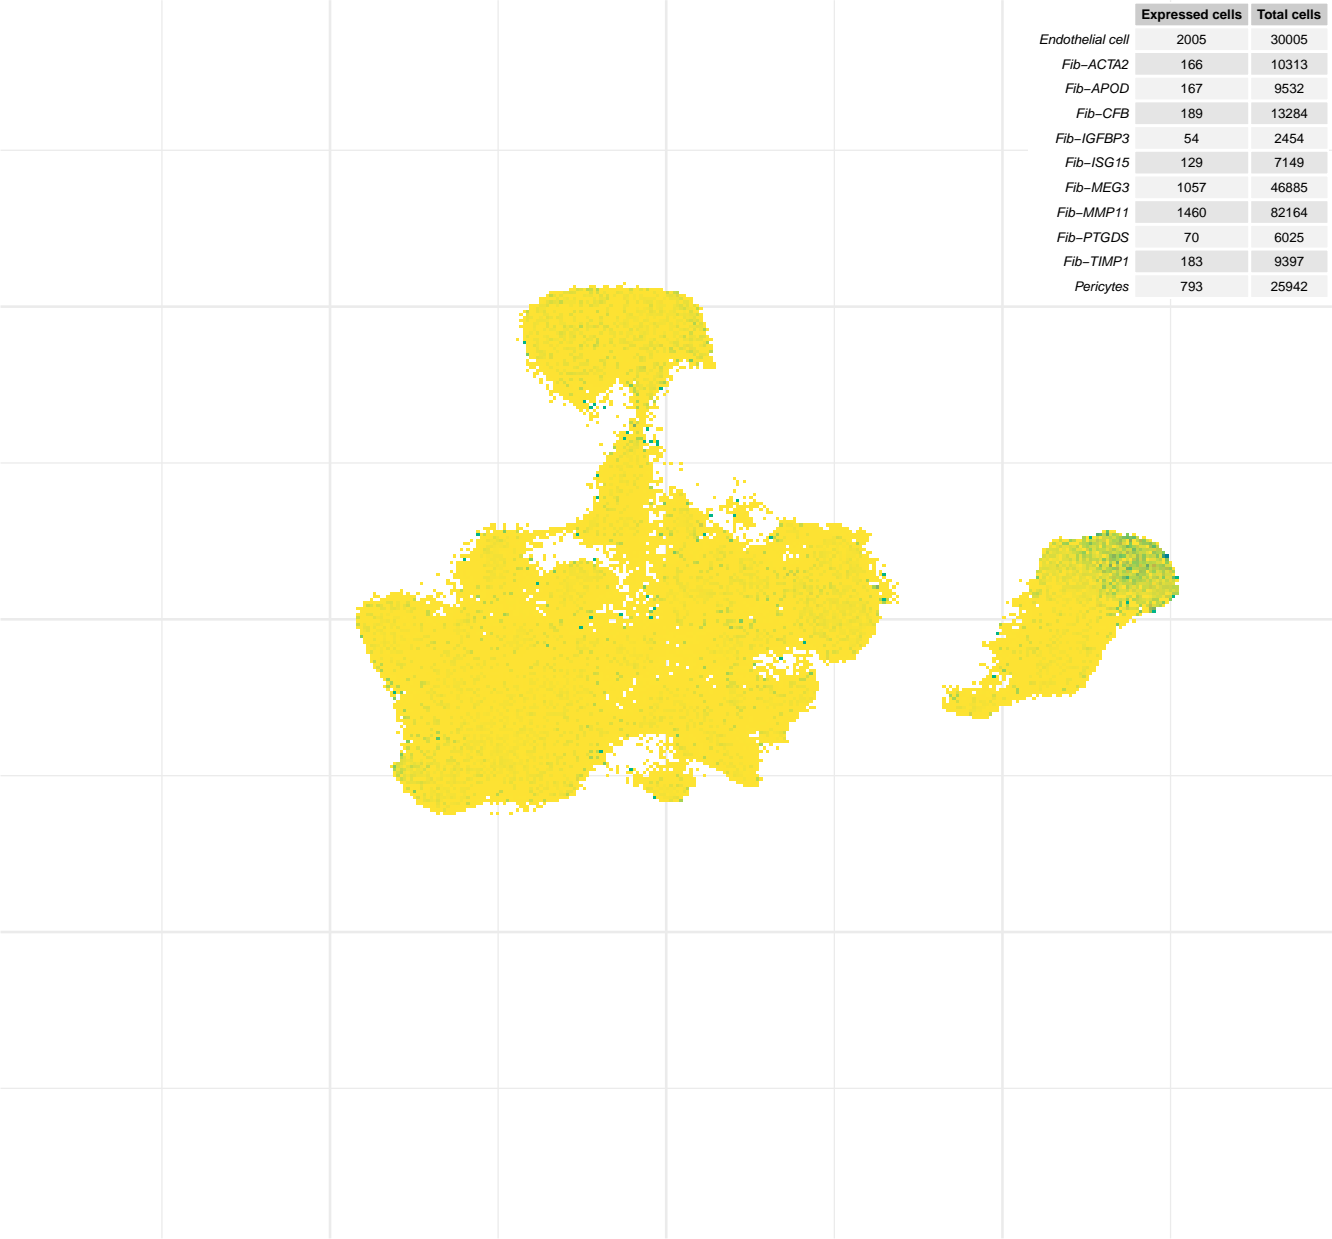 Expressed cells Total cells
Endothelial cell 2005 30005
Fib−ACTA2 166 10313
Fib−APOD 167 9532
Fib−CFB 189 13284
Fib−IGFBP3 54 2454
Fib−ISG15 129 7149
Fib−MEG3 1057 46885
Fib−MMP11 1460 82164
Fib−PTGDS 70 6025
Fib−TIMP1 183 9397
Pericytes 793 25942